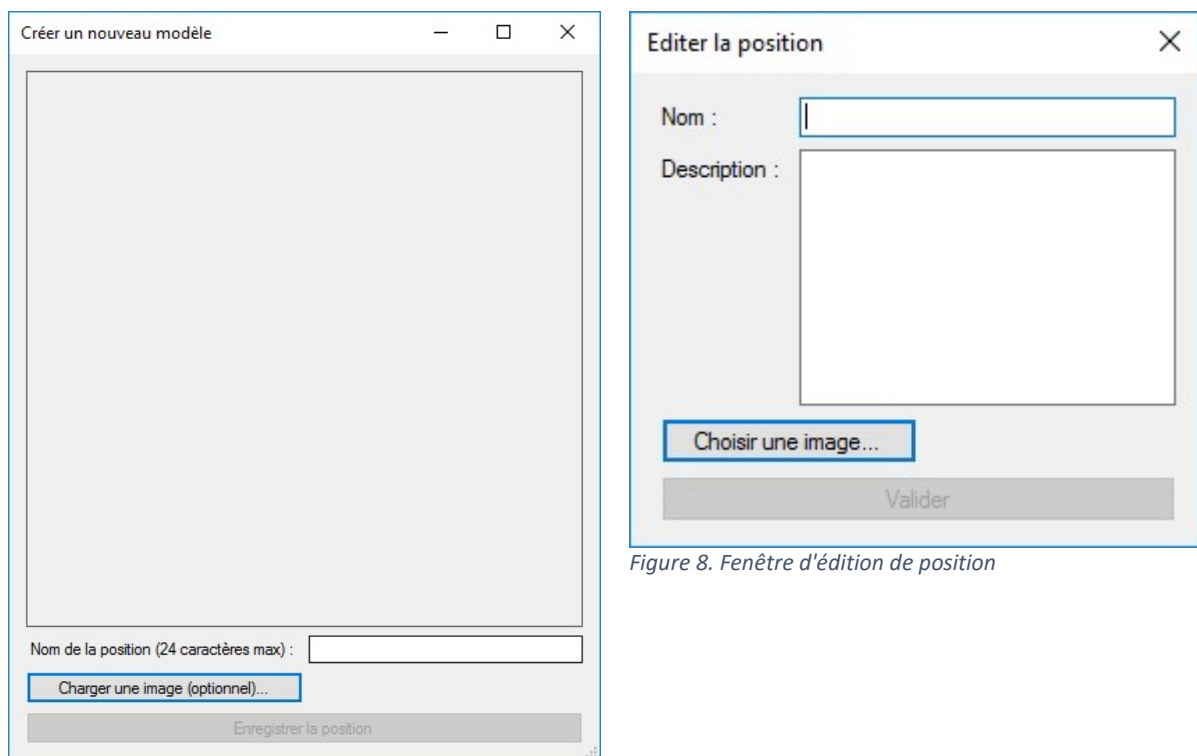 Créer un nouveau modèle
Nom de la position (24 caractères max) :
Charger une image (optionnel)...
Enregistrer la position
Editer la position
Nom :
Description :
Choisir une image...
Valider
Figure 8. Fenêtre d'édition de position